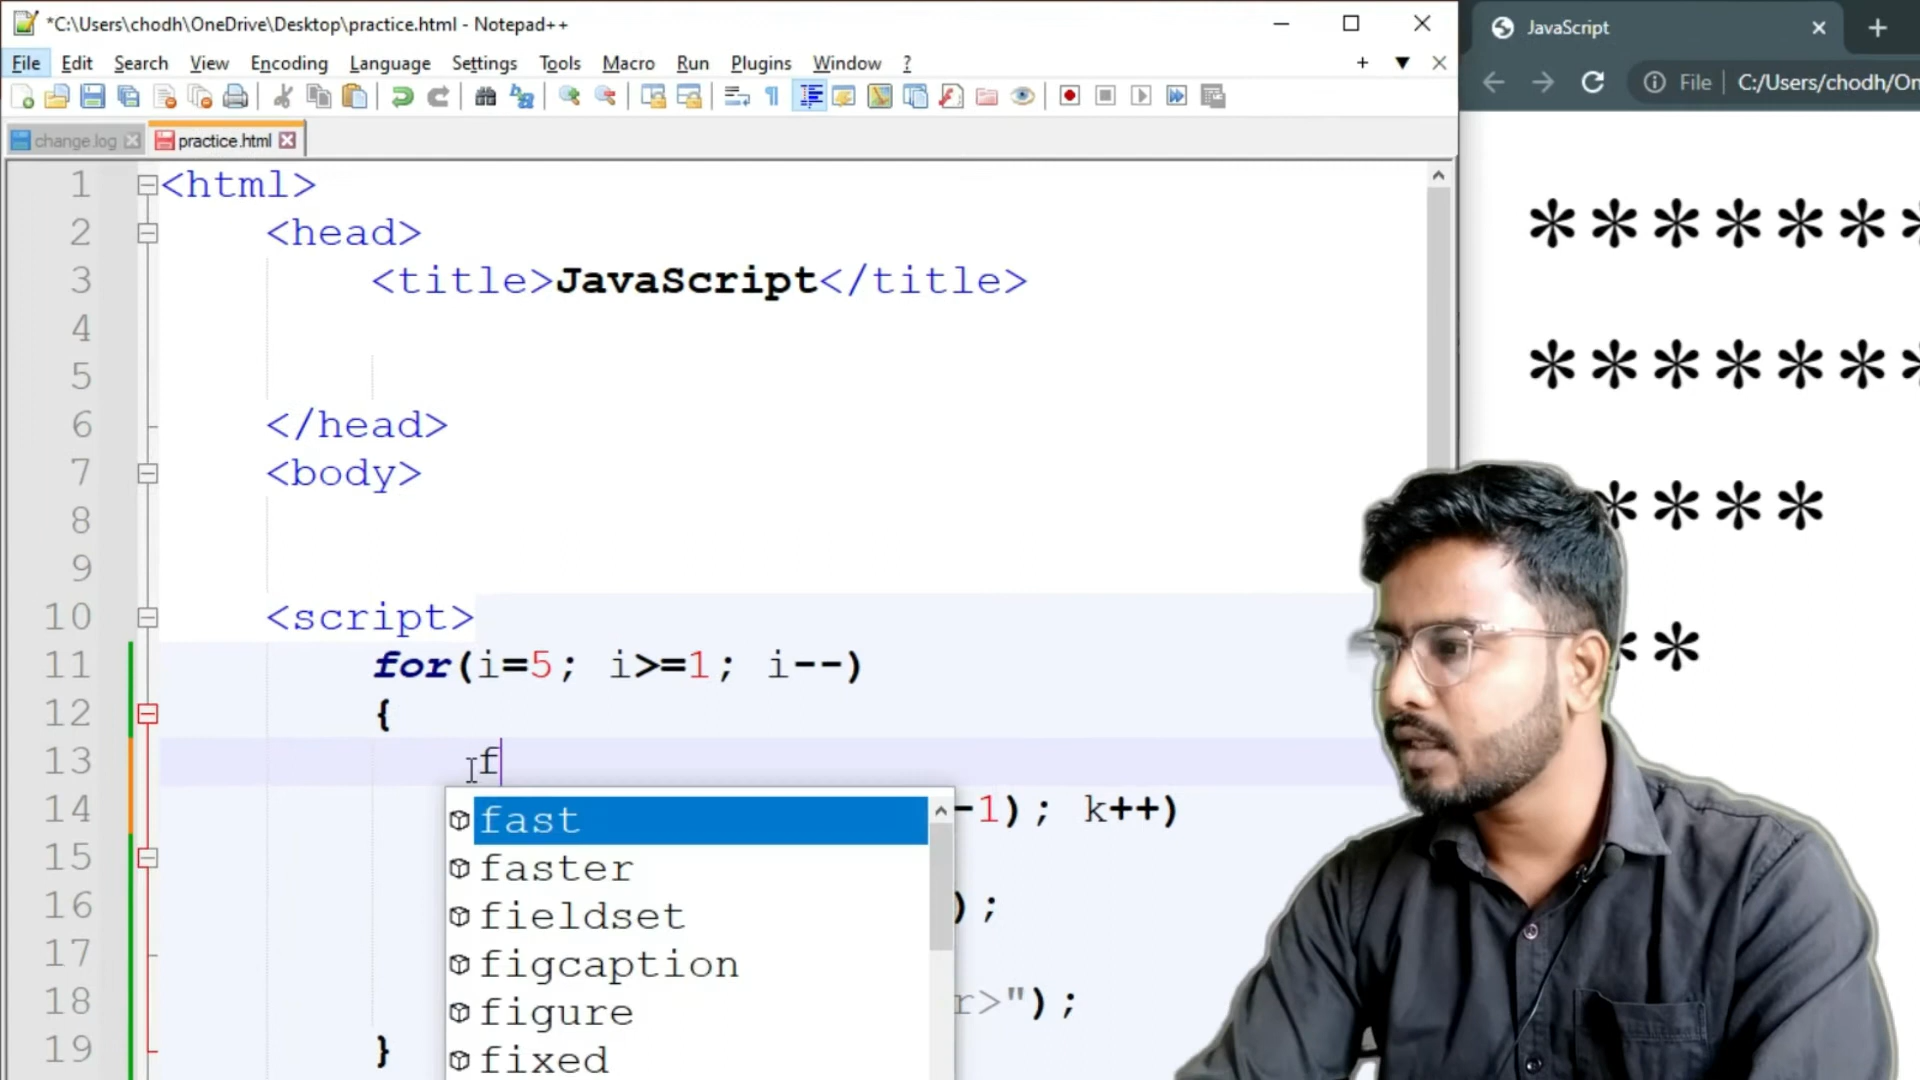 *C:\Users\chodh\OneDrive\Desktop\practice.html - Notepad++
File Edit Search View Encoding Language Settings Tools Macro Run Plugins Window ?
change.log practice.html
1 <html>
2 <head>
3 <title>JavaScript</title>
4
5
6 </head>
7 <body>
8
9
10 <script>
11 for(i=5; i>=1; i--)
12 {
13 f
14 -1); k++)
15
16 );
17
18 r>");
19 }
fast
faster
fieldset
figcaption
figure
fixed
JavaScript
File C:/Users/chodh/On
*******
*******
****
**